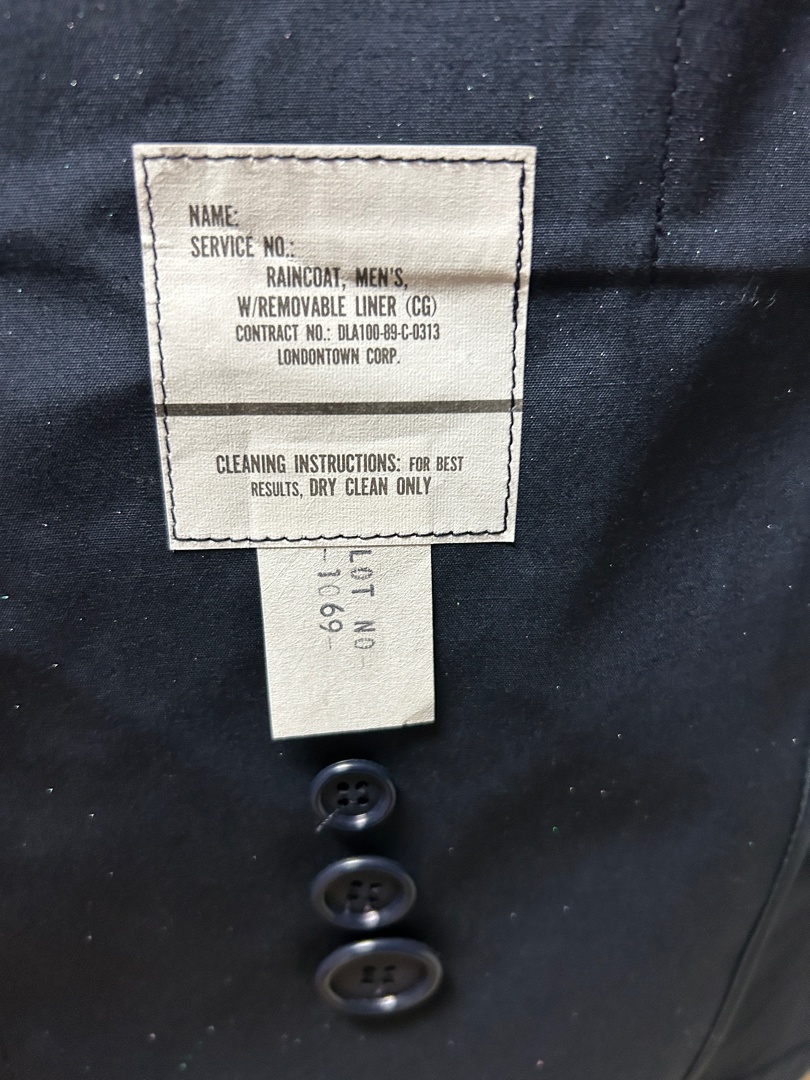 NAME:
SERVICE NO.:
RAINCOAT, MEN'S,
W/REMOVABLE LINER (CG)
CONTRACT NO.: DLA100-89-C-0313
LONDONTOWN CORP.
CLEANING INSTRUCTIONS: FOR BEST
RESULTS, DRY CLEAN ONLY
LOT NO-
-1069-